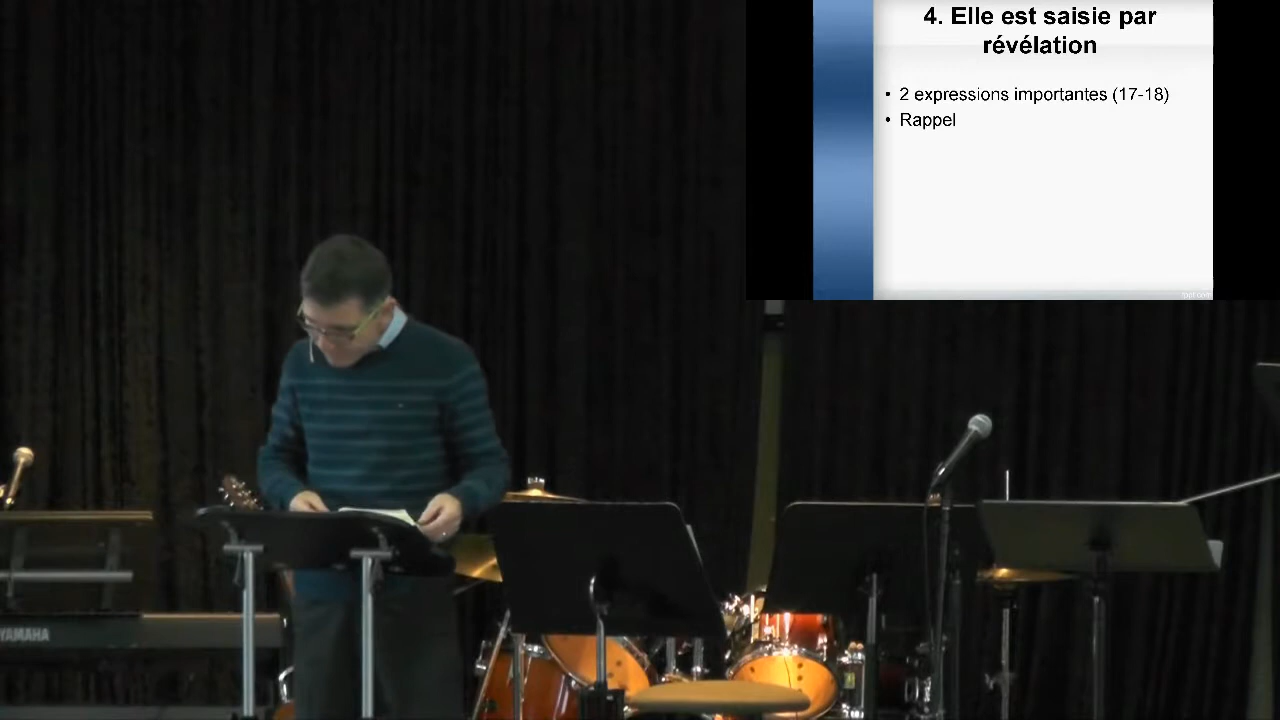 4. Elle est saisie par
révélation
• 2 expressions importantes (17-18)
• Rappel
YAMAHA